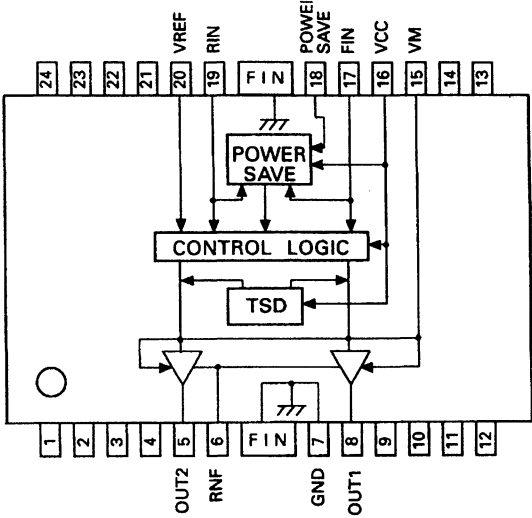 VREF
RIN
POWER
SAVE
FIN
VCC
VM
24
23
22
21
20
19
FIN
18
17
16
15
14
13
POWER
SAVE
CONTROL LOGIC
TSD
1
2
3
4
5
6
FIN
7
8
9
10
11
12
OUT2
RNF
GND
OUT1